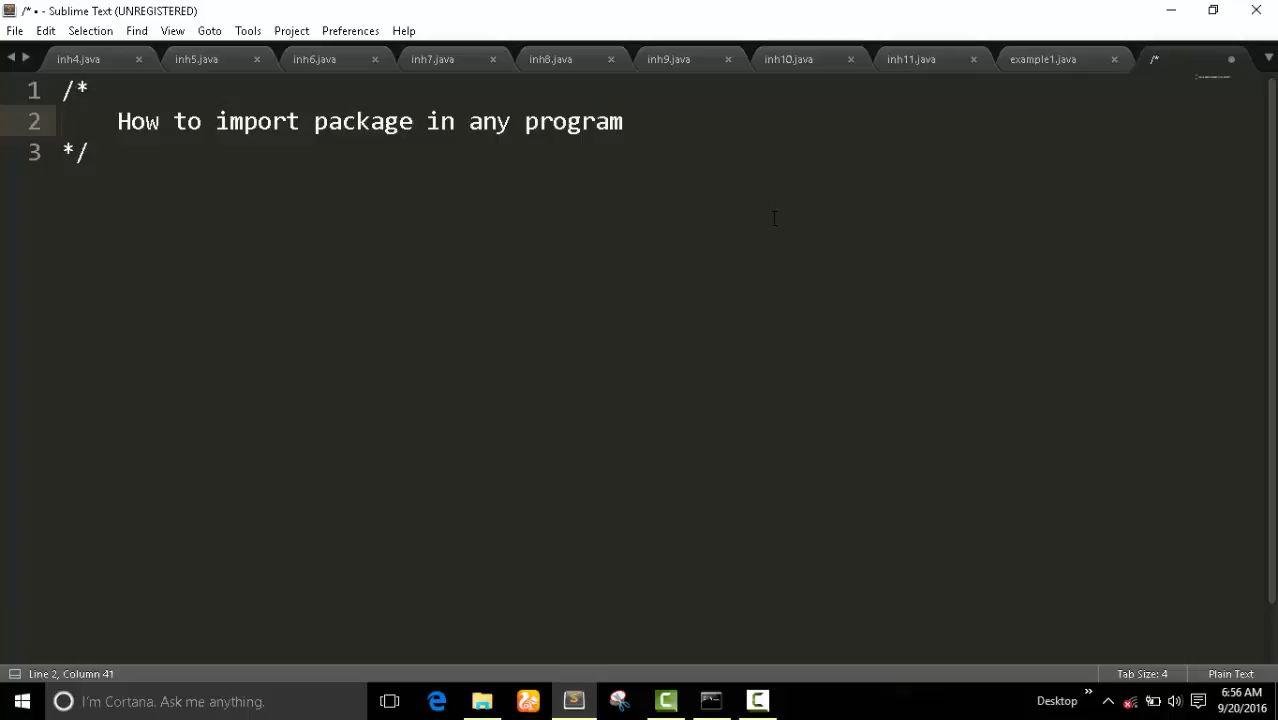 /* • - Sublime Text (UNREGISTERED)
File Edit Selection Find View Goto Tools Project Preferences Help
inh4.java inh5.java inh6.java inh7.java inh8.java inh9.java inh10.java inh11.java example1.java /*
1 /*
2 How to import package in any program
3 */
Line 2, Column 41 Tab Size: 4 Plain Text
I'm Cortana. Ask me anything. Desktop 6:56 AM
9/20/2016